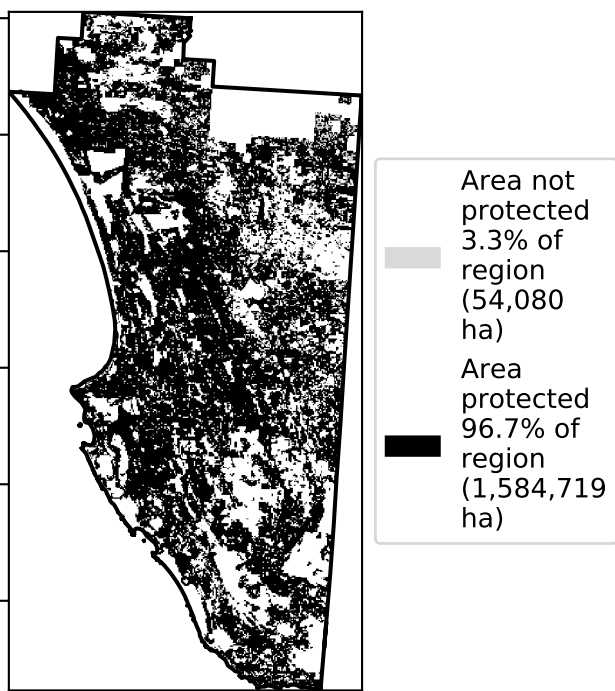 Area not
protected
3.3% of
region
(54,080
ha)
Area
protected
96.7% of
region
(1,584,719
ha)